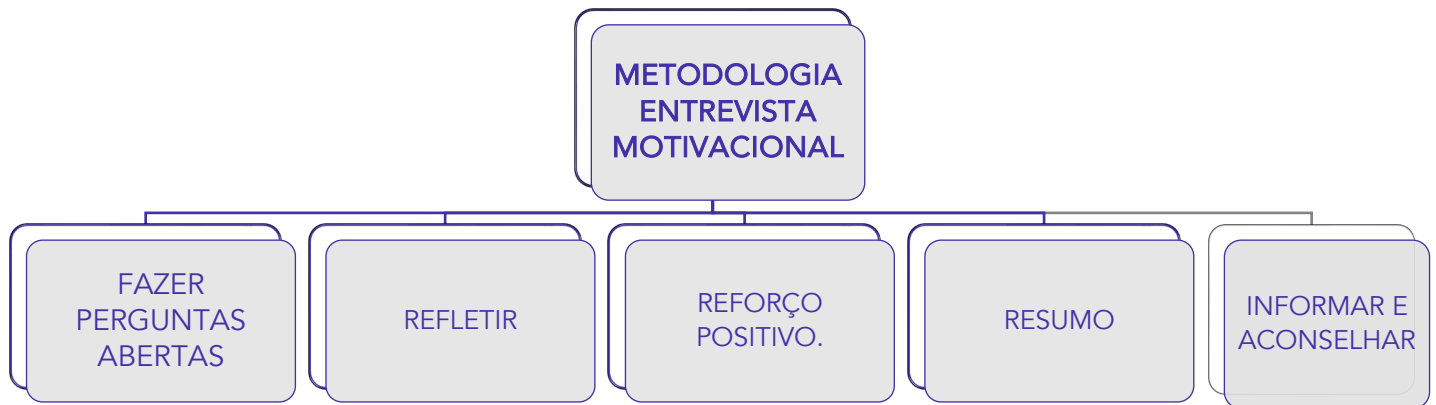 METODOLOGIA
ENTREVISTA
MOTIVACIONAL
FAZER
PERGUNTAS
ABERTAS
REFLETIR
REFORÇO
POSITIVO.
RESUMO
INFORMAR E
ACONSELHAR